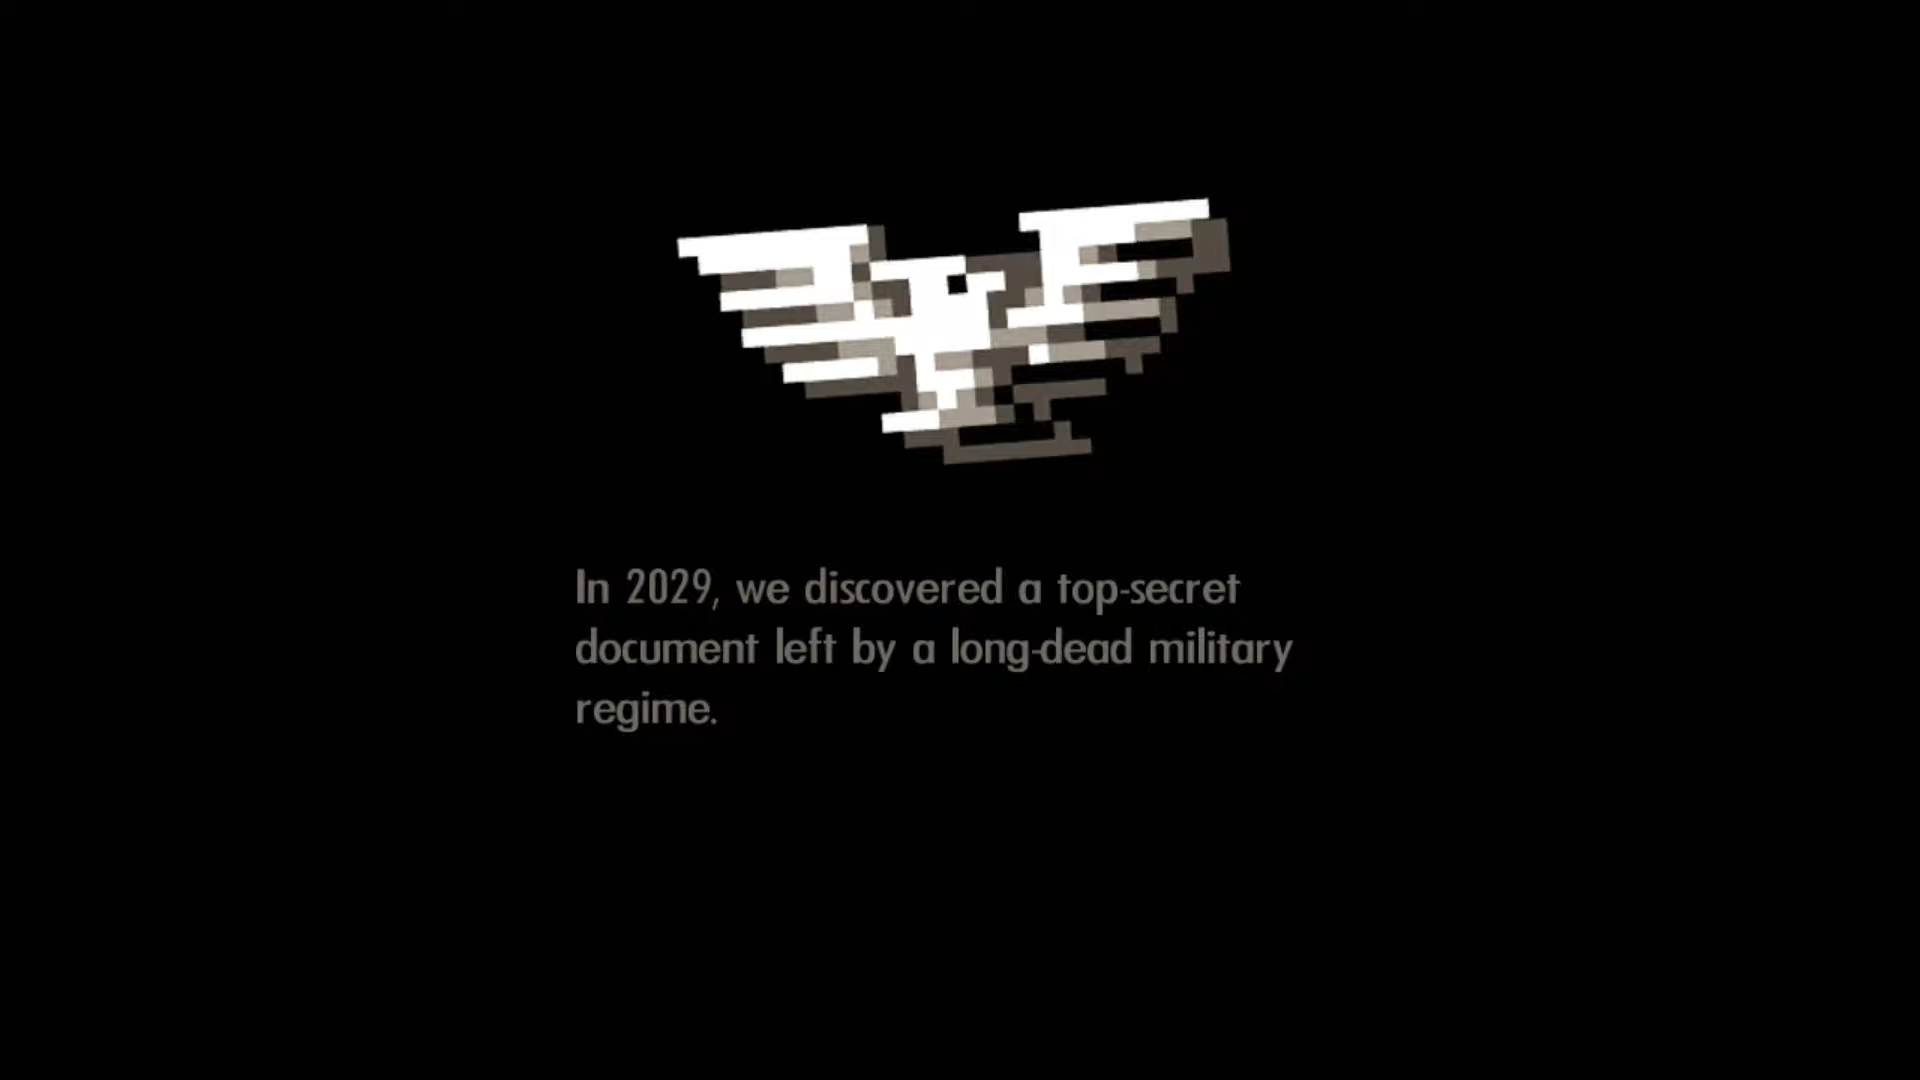 In 2029, we discovered a top-secret
document left by a long-dead military
regime.